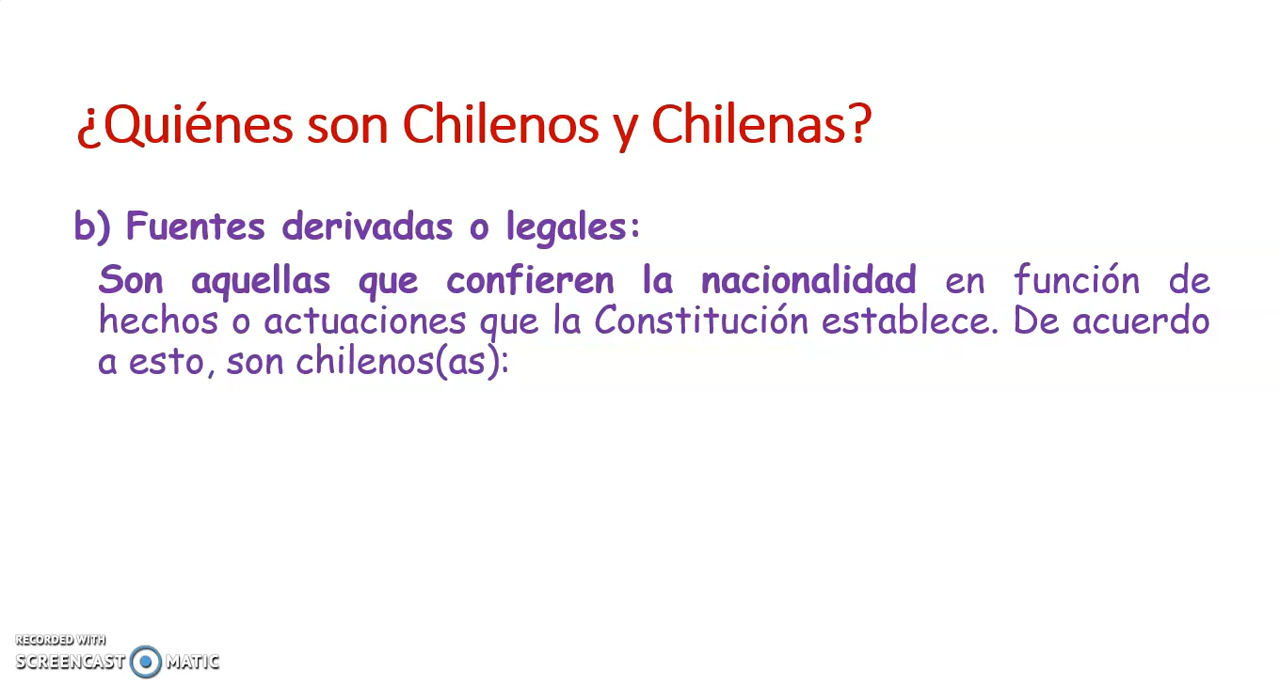 ¿Quiénes son Chilenos y Chilenas?
b) Fuentes derivadas o legales:
Son aquellas que confieren la nacionalidad en función de
hechos o actuaciones que la Constitución establece. De acuerdo
a esto, son chilenos(as):
RECORDED WITH
SCREENCAST MATIC